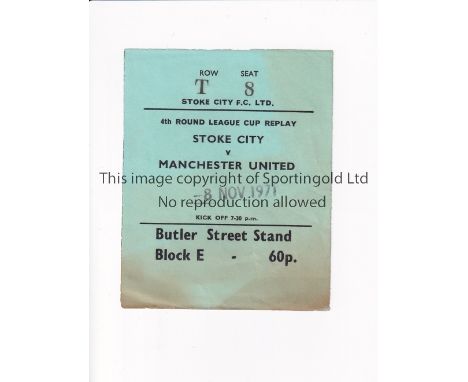 ROW SEAT
T 8
STOKE CITY F.C. LTD.
4th ROUND LEAGUE CUP REPLAY
STOKE CITY
v
MANCHESTER UNITED
This image copyright of Sportingold Ltd
-8 NOV 1971
No reproduction allowed
KICK OFF 7-30 p.m.
Butler Street Stand
Block E - 60p.